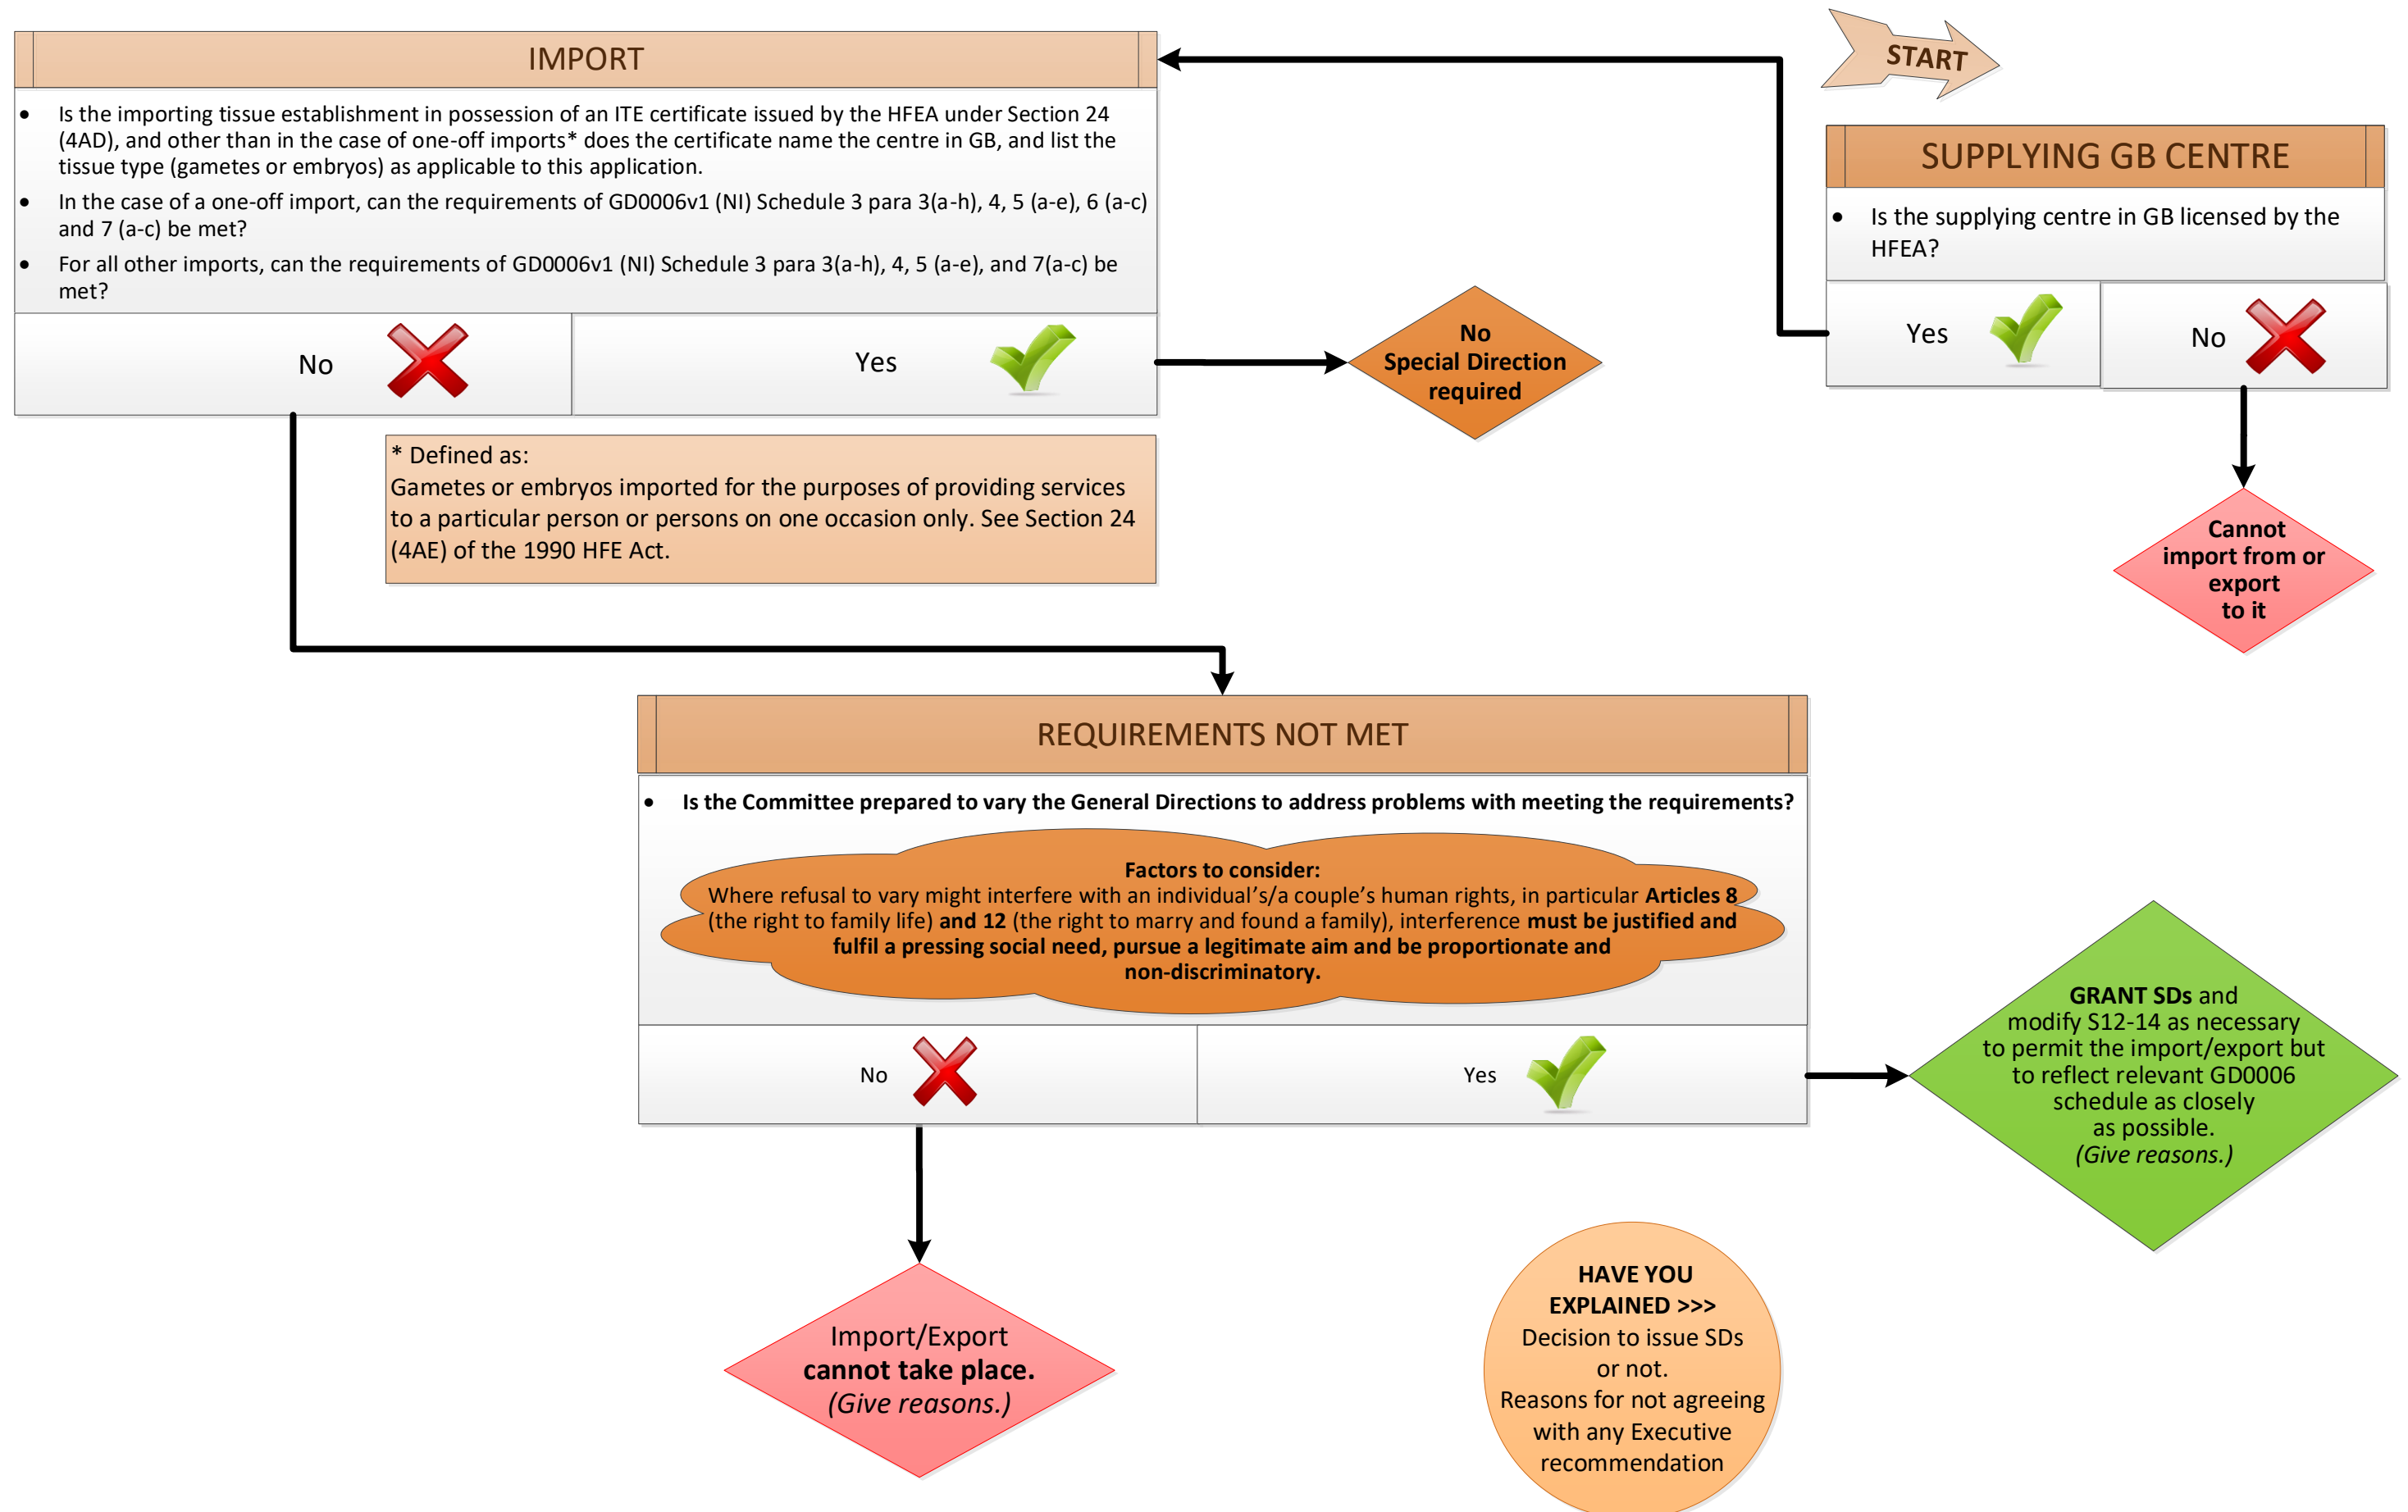 START
SUPPLYING GB CENTRE
• Is the supplying centre in GB licensed by the
HFEA?
Yes
No
Cannot
import from or
export
to it
IMPORT
• Is the importing tissue establishment in possession of an ITE certificate issued by the HFEA under Section 24
(4AD), and other than in the case of one-off imports* does the certificate name the centre in GB, and list the
tissue type (gametes or embryos) as applicable to this application.
• In the case of a one-off import, can the requirements of GD0006v1 (NI) Schedule 3 para 3(a-h), 4, 5 (a-e), 6 (a-c)
and 7 (a-c) be met?
• For all other imports, can the requirements of GD0006v1 (NI) Schedule 3 para 3(a-h), 4, 5 (a-e), and 7(a-c) be
met?
No
Yes
No
Special Direction
required
* Defined as:
Gametes or embryos imported for the purposes of providing services
to a particular person or persons on one occasion only. See Section 24
(4AE) of the 1990 HFE Act.
REQUIREMENTS NOT MET
• Is the Committee prepared to vary the General Directions to address problems with meeting the requirements?
Factors to consider:
Where refusal to vary might interfere with an individual’s/a couple’s human rights, in particular Articles 8
(the right to family life) and 12 (the right to marry and found a family), interference must be justified and
fulfil a pressing social need, pursue a legitimate aim and be proportionate and
non-discriminatory.
No
Yes
GRANT SDs and
modify S12-14 as necessary
to permit the import/export but
to reflect relevant GD0006
schedule as closely
as possible.
(Give reasons.)
Import/Export
cannot take place.
(Give reasons.)
HAVE YOU
EXPLAINED >>>
Decision to issue SDs
or not.
Reasons for not agreeing
with any Executive
recommendation